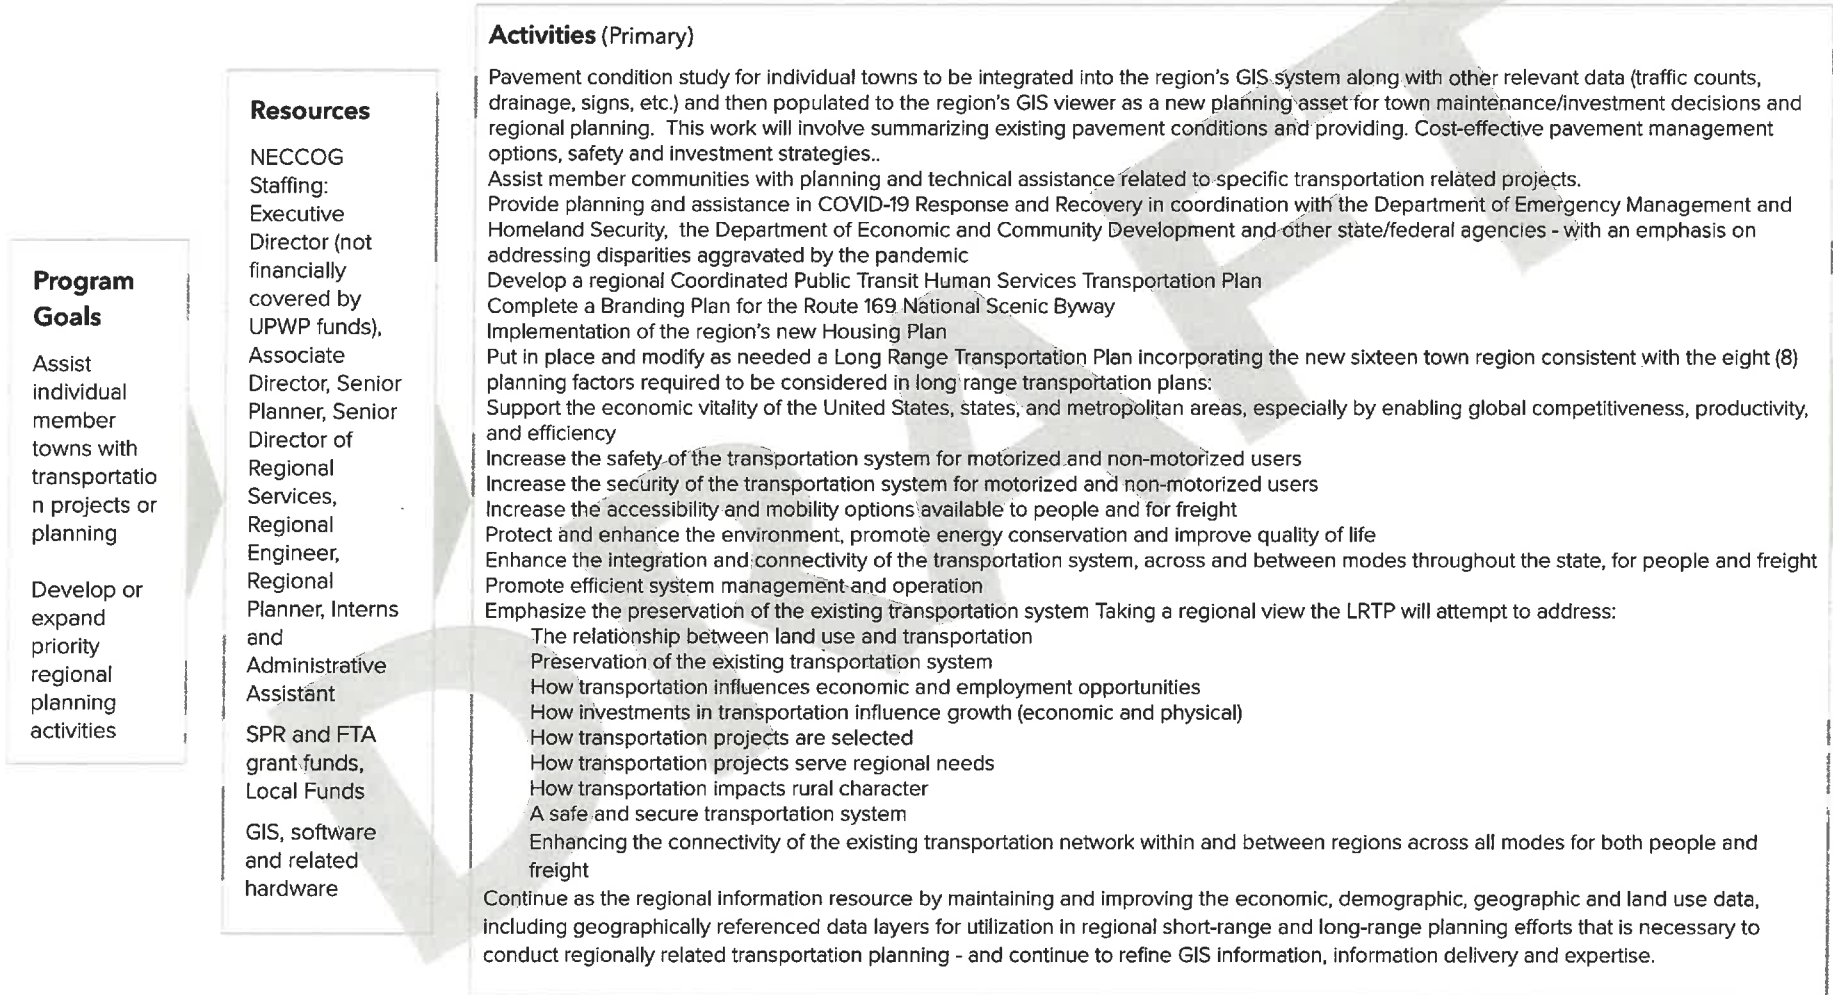 Program
Goals
Assist
individual
member
towns with
transportatio
n projects or
planning
Develop or
expand
priority
regional
planning
activities
Resources
NECCOG
Staffing:
Executive
Director (not
financially
covered by
UPWP funds),
Associate
Director, Senior
Planner, Senior
Director of
Regional
Services,
Regional
Engineer,
Regional
Planner, Interns
and
Administrative
Assistant
SPR and FTA
grant funds,
Local Funds
GIS, software
and related
hardware
Activities (Primary)
Pavement condition study for individual towns to be integrated into the region's GIS system along with other relevant data (traffic counts,
drainage, signs, etc.) and then populated to the region's GIS viewer as a new planning asset for town maintenance/investment decisions and
regional planning. This work will involve summarizing existing pavement conditions and providing. Cost-effective pavement management
options, safety and investment strategies..
Assist member communities with planning and technical assistance related to specific transportation related projects.
Provide planning and assistance in COVID-19 Response and Recovery in coordination with the Department of Emergency Management and
Homeland Security, the Department of Economic and Community Development and other state/federal agencies - with an emphasis on
addressing disparities aggravated by the pandemic
Develop a regional Coordinated Public Transit Human Services Transportation Plan
Complete a Branding Plan for the Route 169 National Scenic Byway
Implementation of the region's new Housing Plan
Put in place and modify as needed a Long Range Transportation Plan incorporating the new sixteen town region consistent with the eight (8)
planning factors required to be considered in long range transportation plans:
Support the economic vitality of the United States, states, and metropolitan areas, especially by enabling global competitiveness, productivity,
and efficiency
Increase the safety of the transportation system for motorized and non-motorized users
Increase the security of the transportation system for motorized and non-motorized users
Increase the accessibility and mobility options available to people and for freight
Protect and enhance the environment, promote energy conservation and improve quality of life
Enhance the integration and connectivity of the transportation system, across and between modes throughout the state, for people and freight
Promote efficient system management and operation
Emphasize the preservation of the existing transportation system Taking a regional view the LRTP will attempt to address:
The relationship between land use and transportation
Preservation of the existing transportation system
How transportation influences economic and employment opportunities
How investments in transportation influence growth (economic and physical)
How transportation projects are selected
How transportation projects serve regional needs
How transportation impacts rural character
A safe and secure transportation system
Enhancing the connectivity of the existing transportation network within and between regions across all modes for both people and
freight
Continue as the regional information resource by maintaining and improving the economic, demographic, geographic and land use data,
including geographically referenced data layers for utilization in regional short-range and long-range planning efforts that is necessary to
conduct regionally related transportation planning - and continue to refine GIS information, information delivery and expertise.
DRAFT